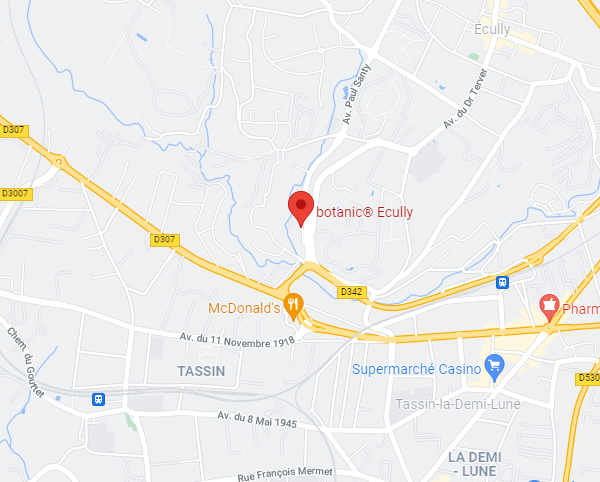 Écully
Av. Paul Santy
Av. du Dr Terver
D307
D3007
botanic® Ecully
D307
D342
McDonald's
Pharm
Av. du 11 Novembre 1918
Chem. du Gouttet
TASSIN
Supermarché Casino
D530
Tassin-la-Demi-Lune
Av. du 8 Mai 1945
LA DEMI
- LUNE
Rue François Mermet